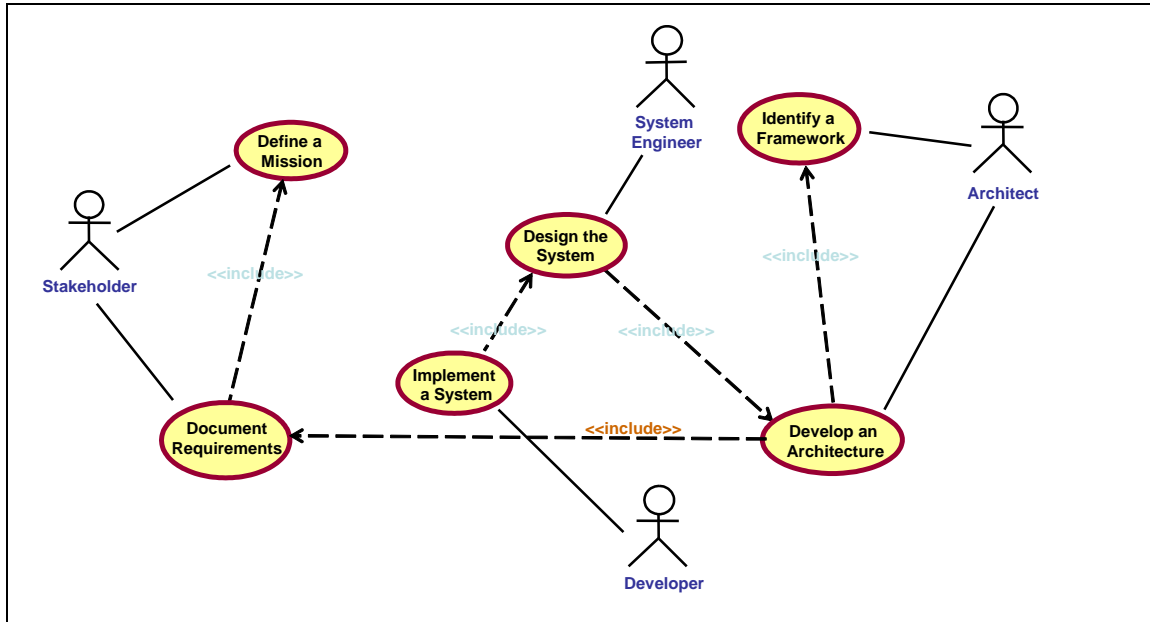 System
Engineer
Identify a
Framework
Define a
Mission
Architect
Design the
System
<<include>>
<<include>>
Stakeholder
<<include>>
<<include>>
Implement
a System
Document
Requirements
<<include>>
Develop an
Architecture
Developer